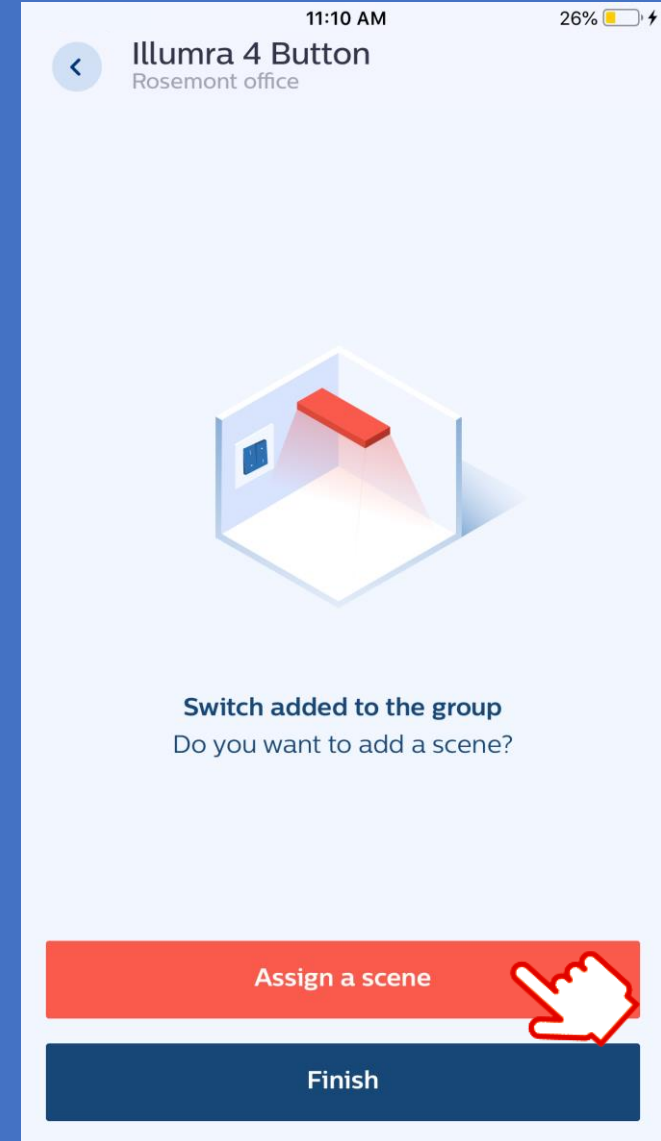 11:10 AM 26%
Illumra 4 Button
Rosemont office
Switch added to the group
Do you want to add a scene?
Assign a scene
Finish